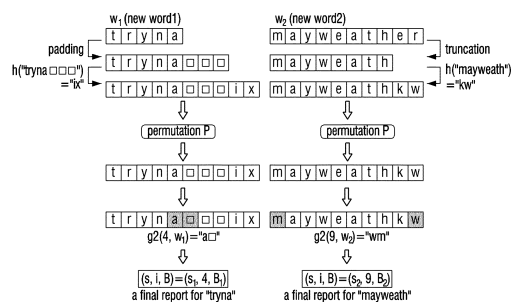 w1 (new word1) w2 (new word2)
t r y n a m a y w e a t h e r
padding truncation
t r y n a □ □ □ m a y w e a t h
h("tryna □□□") ="ix" h("mayweath") ="kw"
t r y n a □ □ □ i x m a y w e a t h k w
permutation P permutation P
t r y n a □ □ □ i x m a y w e a t h k w
t r y n a □ □ □ i x m a y w e a t h k w
g2(4, w1)="a□" g2(9, w2)="wm"
(s, i, B)=(s1, 4, B1) (s, i, B)=(s2, 9, B2)
a final report for "tryna" a final report for "mayweath"